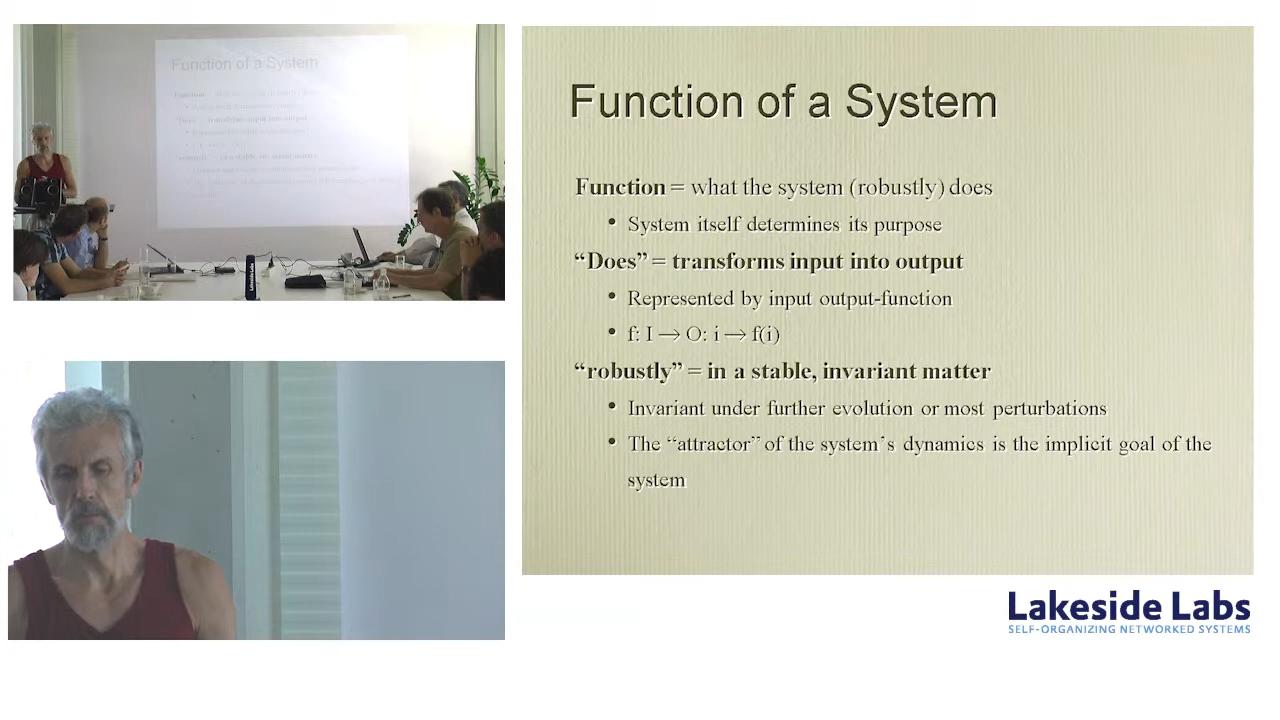 Function of a System
Function = what the system (robustly) does
• System itself determines its purpose
“Does” = transforms input into output
• Represented by input output-function
• f: I → O: i → f(i)
“robustly” = in a stable, invariant matter
• Invariant under further evolution or most perturbations
• The “attractor” of the system´s dynamics is the implicit goal of the
system
Lakeside Labs
SELF-ORGANIZING NETWORKED SYSTEMS
Function of a System
Lakeside Labs